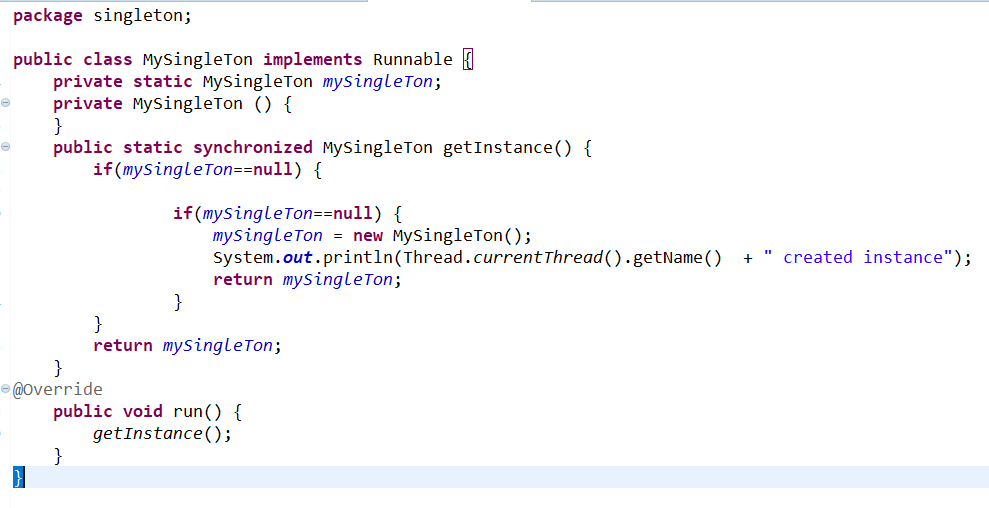 package singleton;

public class MySingleTon implements Runnable {
    private static MySingleTon mySingleTon;
    private MySingleTon () {
    }
    public static synchronized MySingleTon getInstance() {
        if(mySingleTon==null) {

                if(mySingleTon==null) {
                    mySingleTon = new MySingleTon();
                    System.out.println(Thread.currentThread().getName()  + " created instance");
                    return mySingleTon;
                }
        }
        return mySingleTon;
    }
@Override
    public void run() {
        getInstance();
    }
}